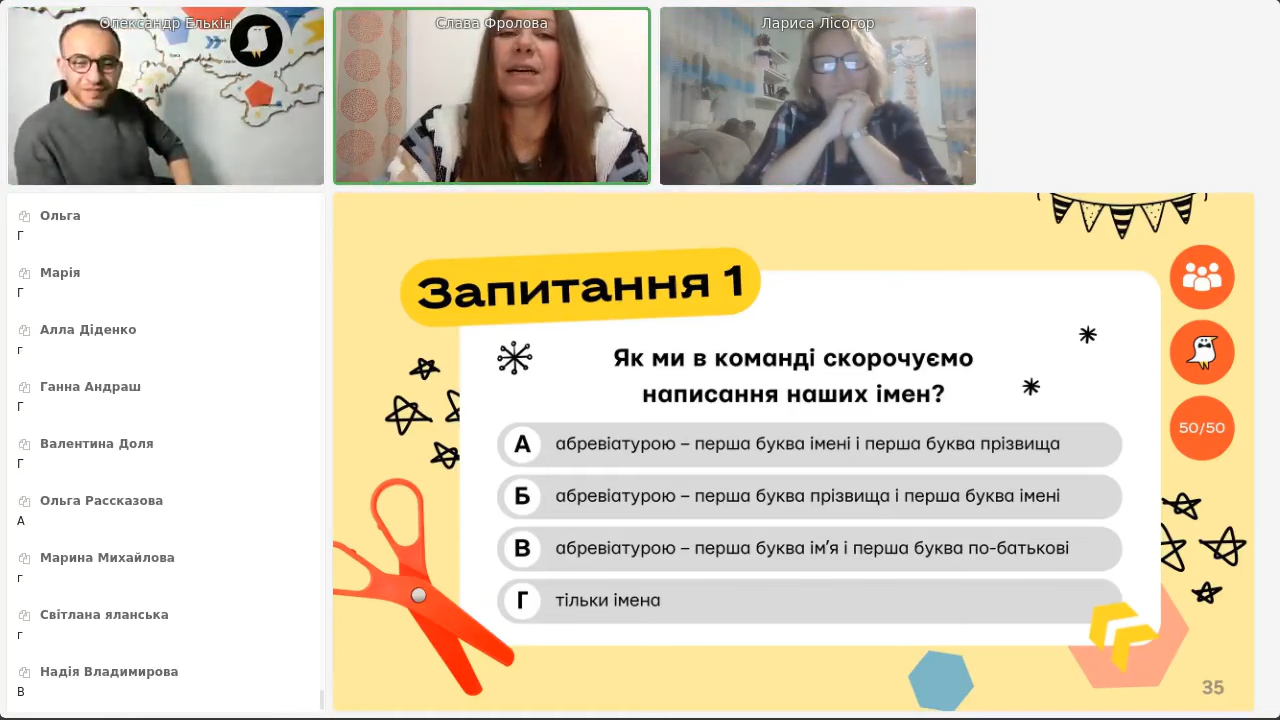 Олександр Елькін
Слава Фролова
Лариса Лісогор
Ольга
Г
Марія
Г
Алла Діденко
г
Ганна Андраш
Г
Валентина Доля
Г
Ольга Рассказова
А
Марина Михайлова
г
Світлана яланська
г
Надія Владимирова
В
Запитання 1
Як ми в команді скорочуємо
написання наших імен?
А абревіатурою – перша буква імені і перша буква прізвища
Б абревіатурою – перша буква прізвища і перша буква імені
В абревіатурою – перша буква ім'я і перша буква по-батькові
Г тільки імена
50/50
35